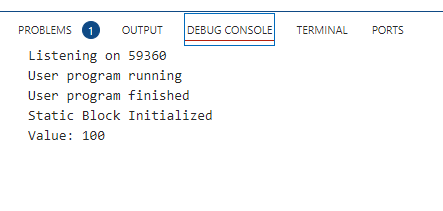 PROBLEMS 1 OUTPUT DEBUG CONSOLE TERMINAL PORTS
Listening on 59360
User program running
User program finished
Static Block Initialized
Value: 100